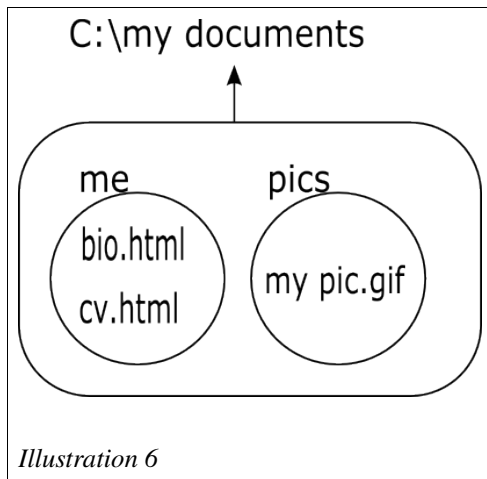 C:\my documents
me
pics
bio.html
cv.html
my pic.gif
Illustration 6